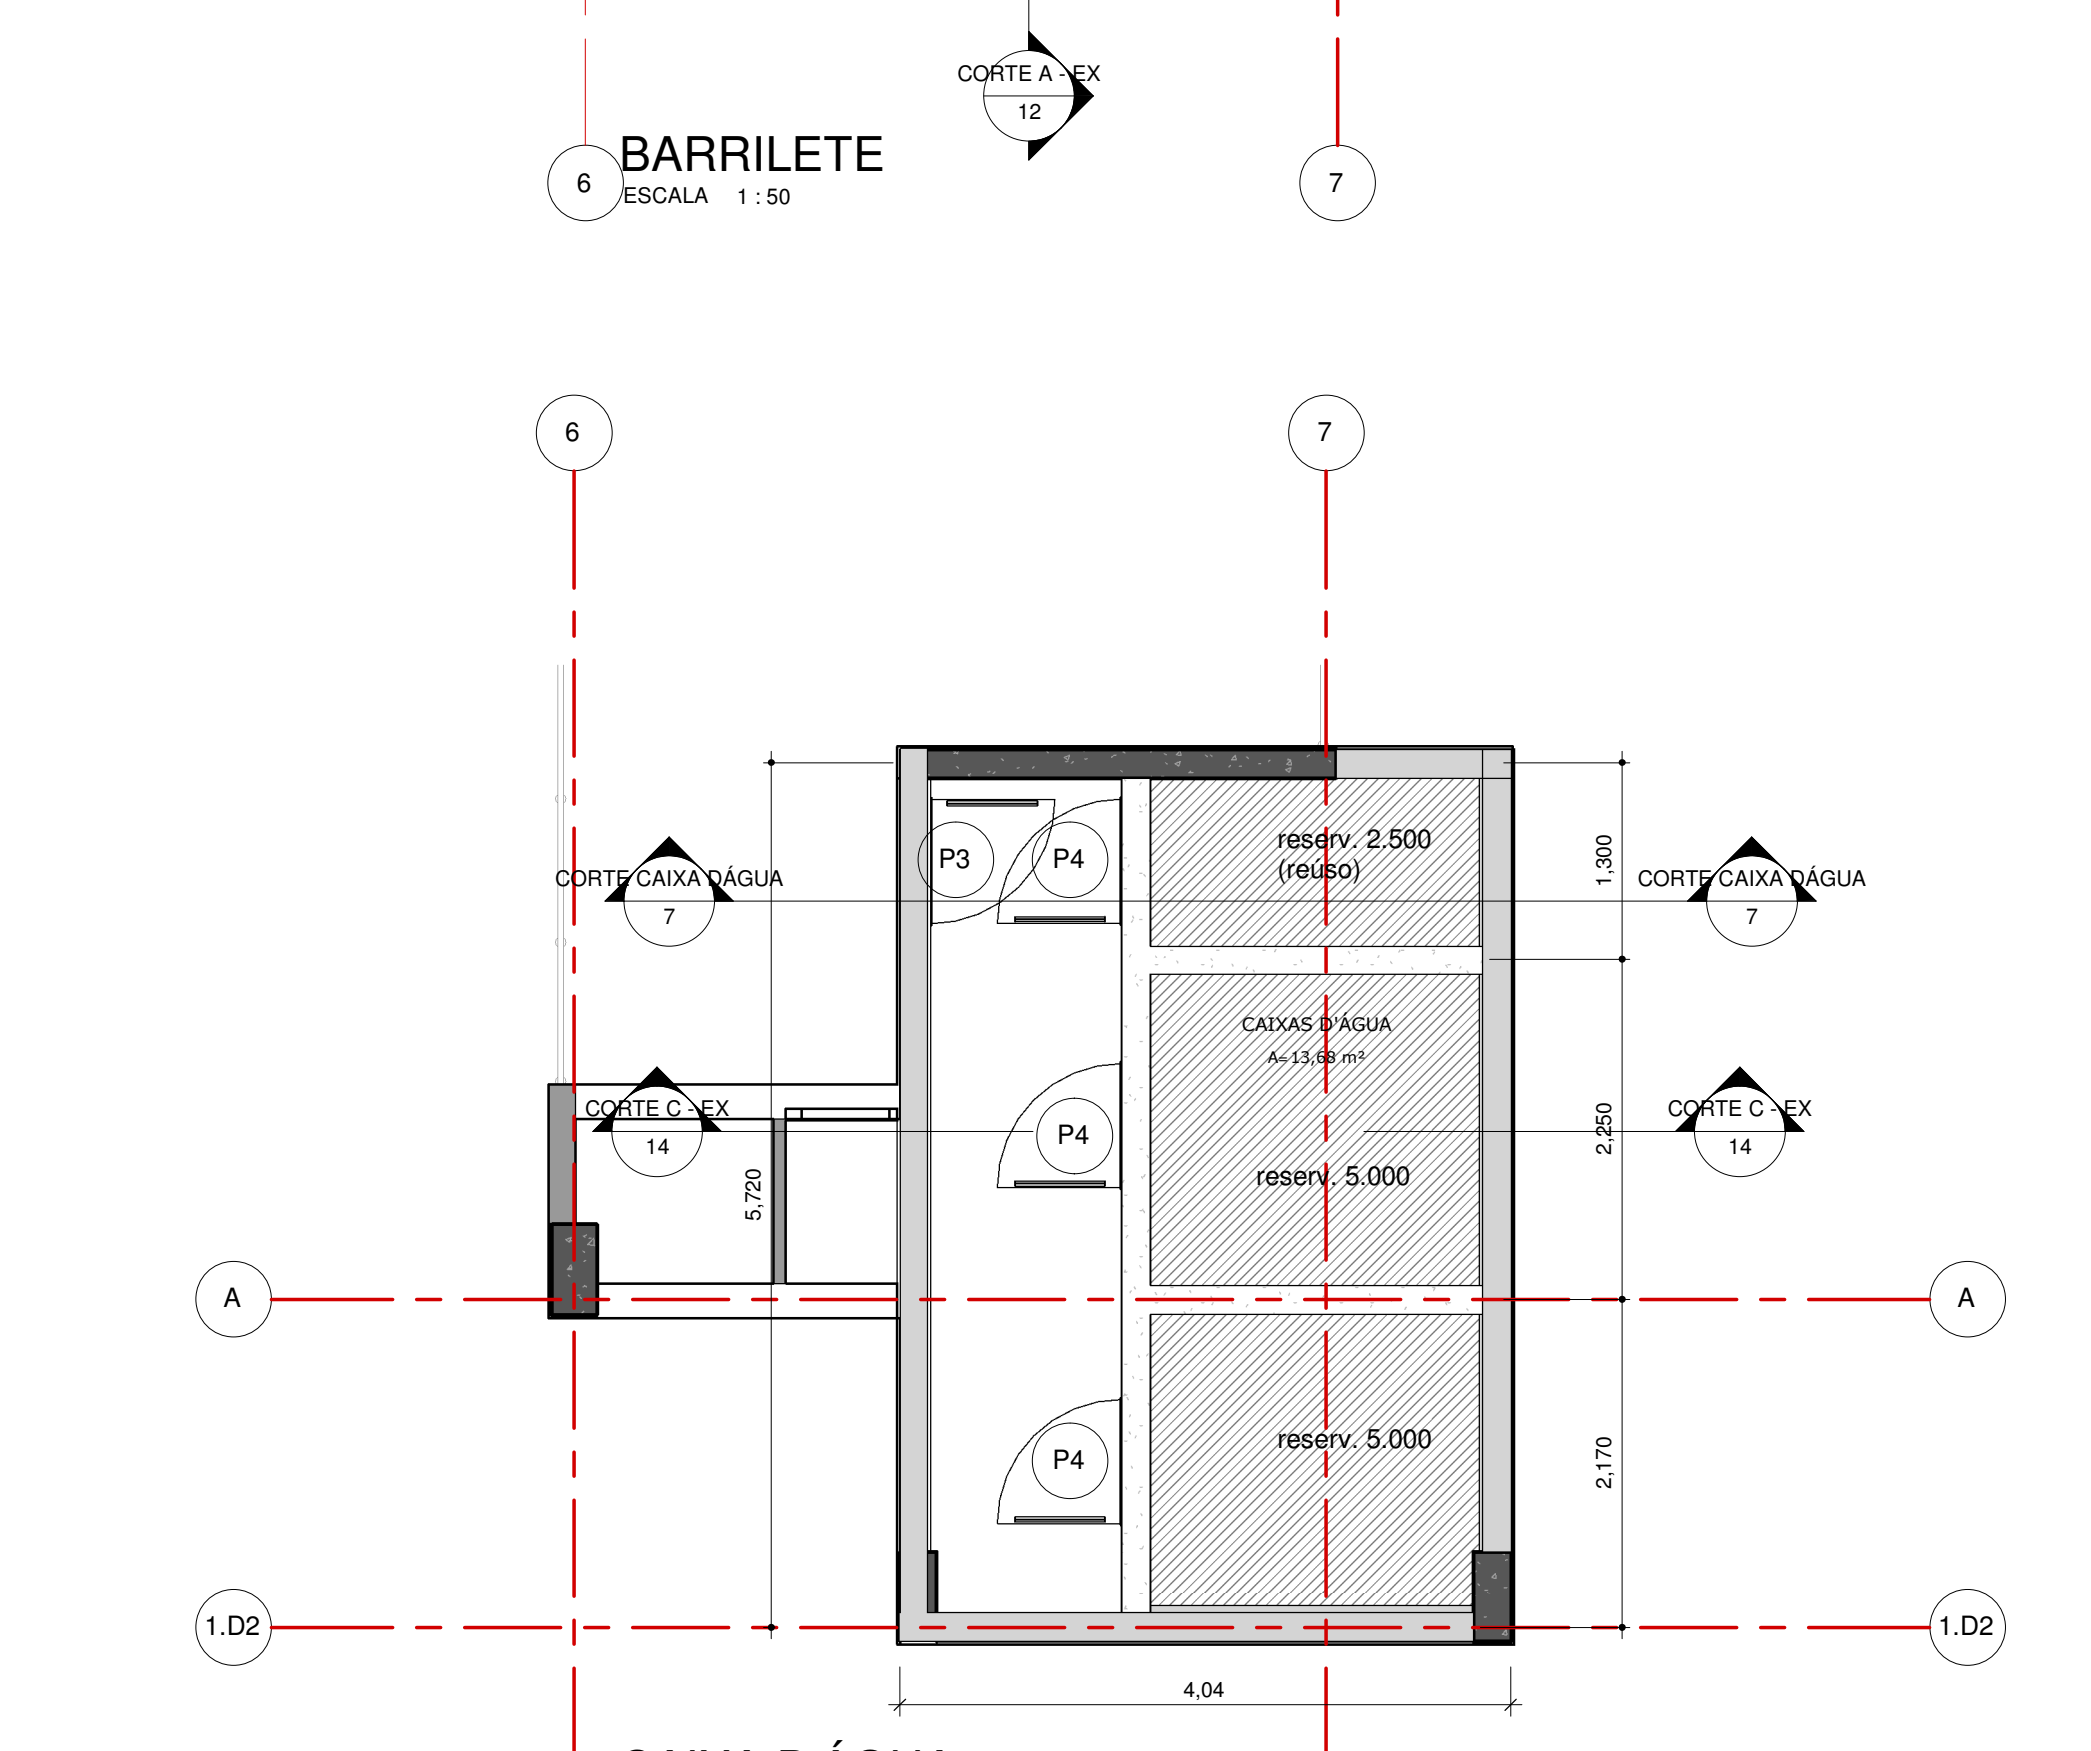 CORTE A - EX
12
6
BARRILETE
ESCALA 1 : 50
7
6
7
reserv. 2.500
(reúso)
P3
P4
1,300
CORTE CAIXA DÁGUA
7
CORTE CAIXA DÁGUA
7
CAIXAS D'ÁGUA
A=13,68 m²
CORTE C - EX
14
P4
2,250
CORTE C - EX
14
reserv. 5.000
5,720
A
A
reserv. 5.000
P4
2,170
1.D2
1.D2
4,04